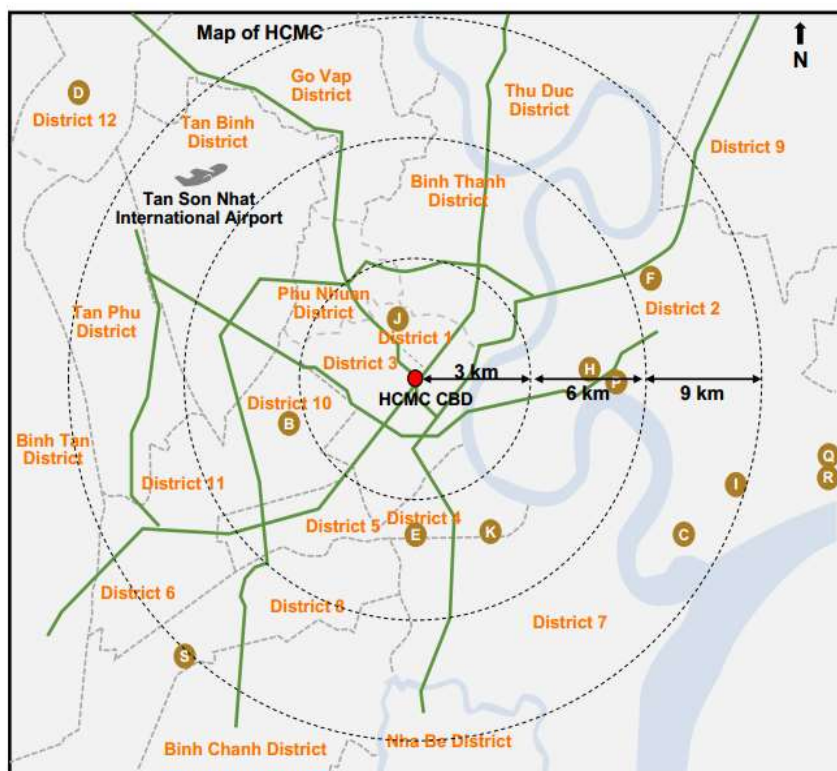 Map of HCMC
N
Go Vap
District
Thu Duc
District
D
District 12
Tan Binh
District
District 9
Tan Son Nhat
International Airport
Binh Thanh
District
F
Phu Nhuan
District
Tan Phu
District
J
District 1
District 2
District 3
3 km
H
P
6 km
9 km
HCMC CBD
District 10
B
Binh Tan
District
District 11
Q
R
I
District 5
District 4
E
K
C
District 6
District 8
District 7
S
Binh Chanh District
Nha Be District